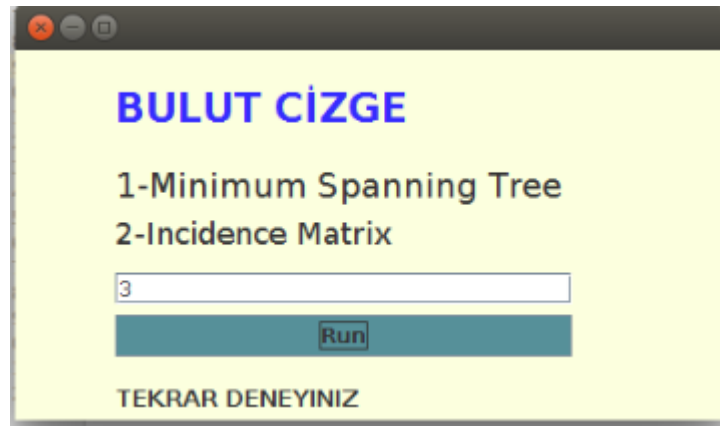 BULUT CİZGE
1-Minimum Spanning Tree
2-Incidence Matrix
3
Run
TEKRAR DENEYINIZ